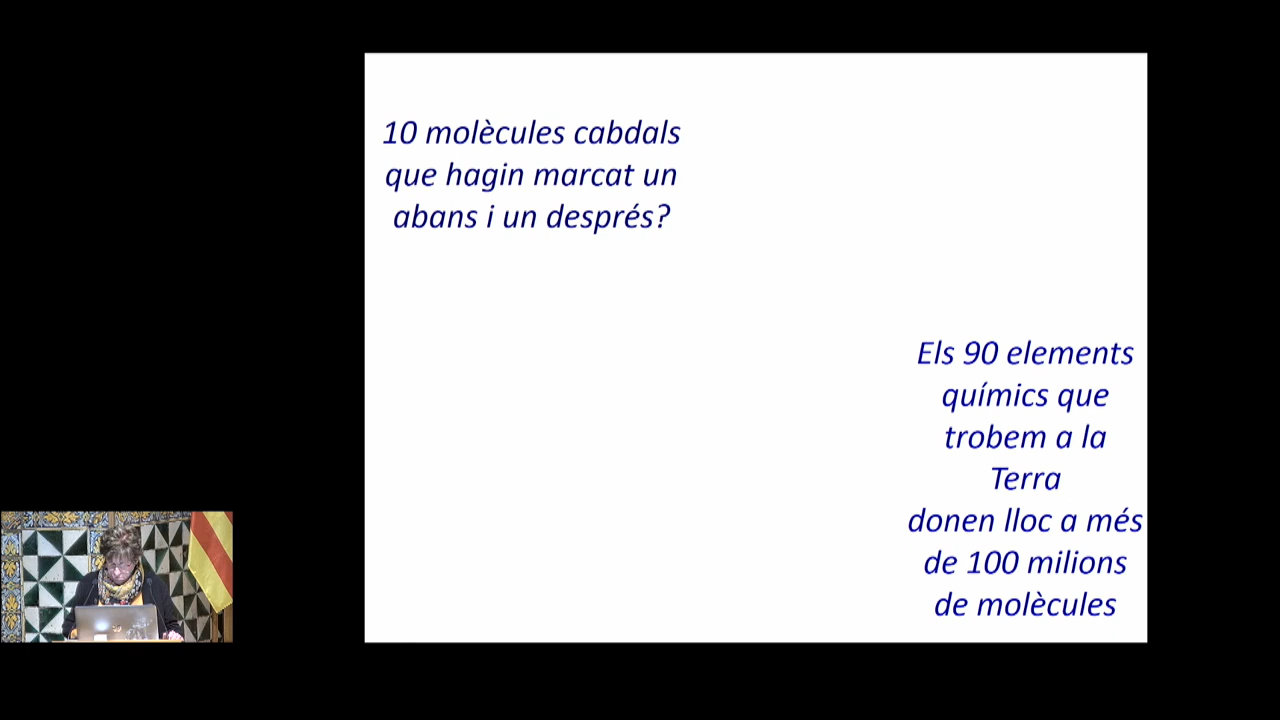 10 molècules cabdals
que hagin marcat un
abans i un després?
Els 90 elements
químics que
trobem a la
Terra
donen lloc a més
de 100 milions
de molècules